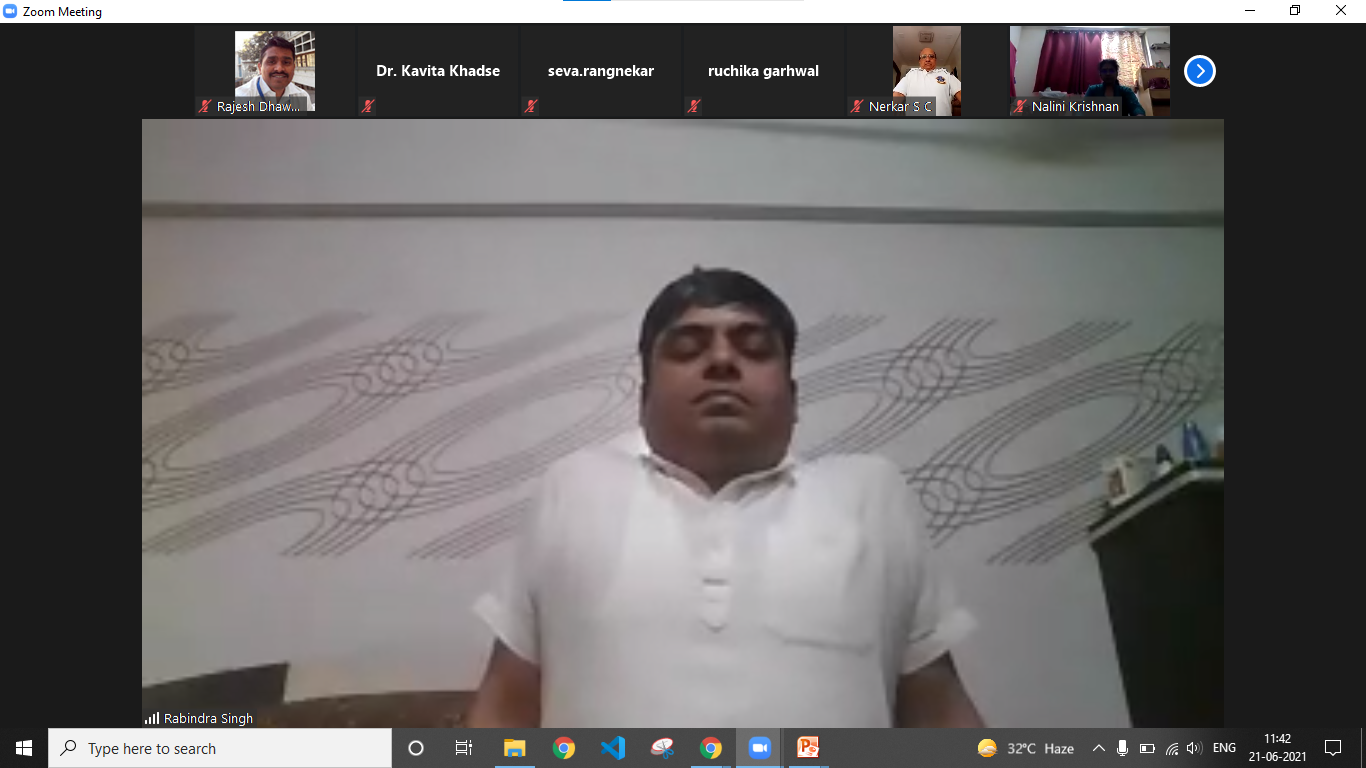 Zoom Meeting
Rajesh Dhaw...
Dr. Kavita Khadse
seva.rangnekar
ruchika garhwal
Nerkar S C
Nalini Krishnan
Rabindra Singh
Type here to search
32°C Haze
ENG
11:42
21-06-2021